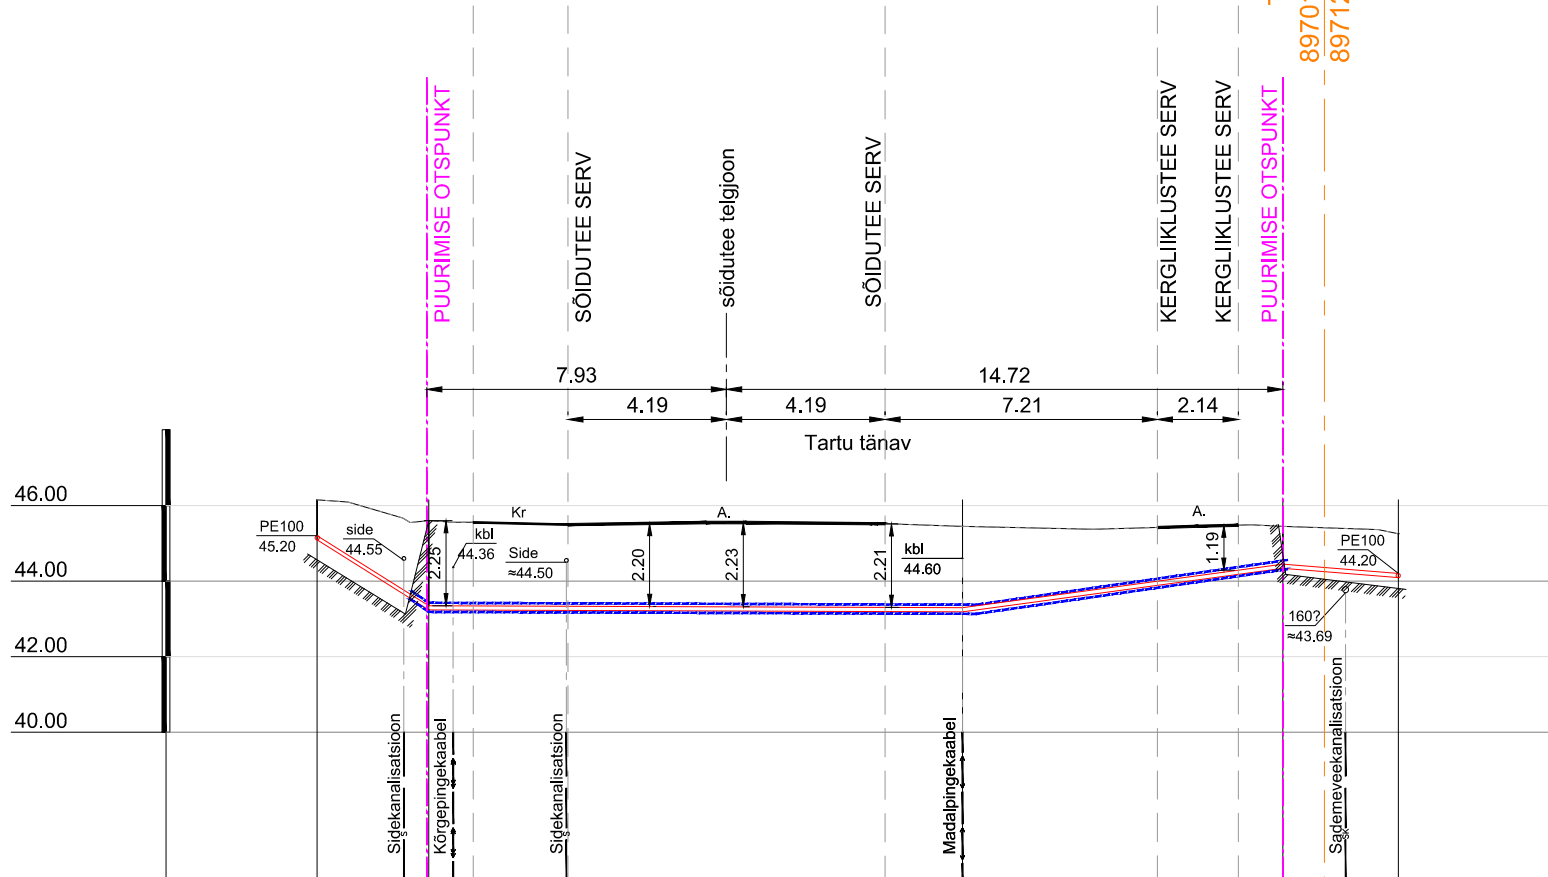 8970
8971
PUURIMISE OTSPUNKT
SÕIDUTEE SERV
sõidutee telgjoon
SÕIDUTEE SERV
KERGLIIKLUSTEE SERV
KERGLIIKLUSTEE SERV
PUURIMISE OTSPUNKT
7.93
14.72
4.19
4.19
7.21
2.14
Tartu tänav
46.00
44.00
42.00
40.00
PE100
45.20
side
44.55
2.25
kbl
44.36
Kr
Side
≈44.50
2.20
A.
2.23
2.21
kbl
44.60
A.
1.19
PE100
44.20
160?
≈43.69
Sidekanalisatsioon
s
Kõrgepingekaabel
Sidekanalisatsioon
s
Madalpingekaabel
Sademeveekanalisatsioon
sk